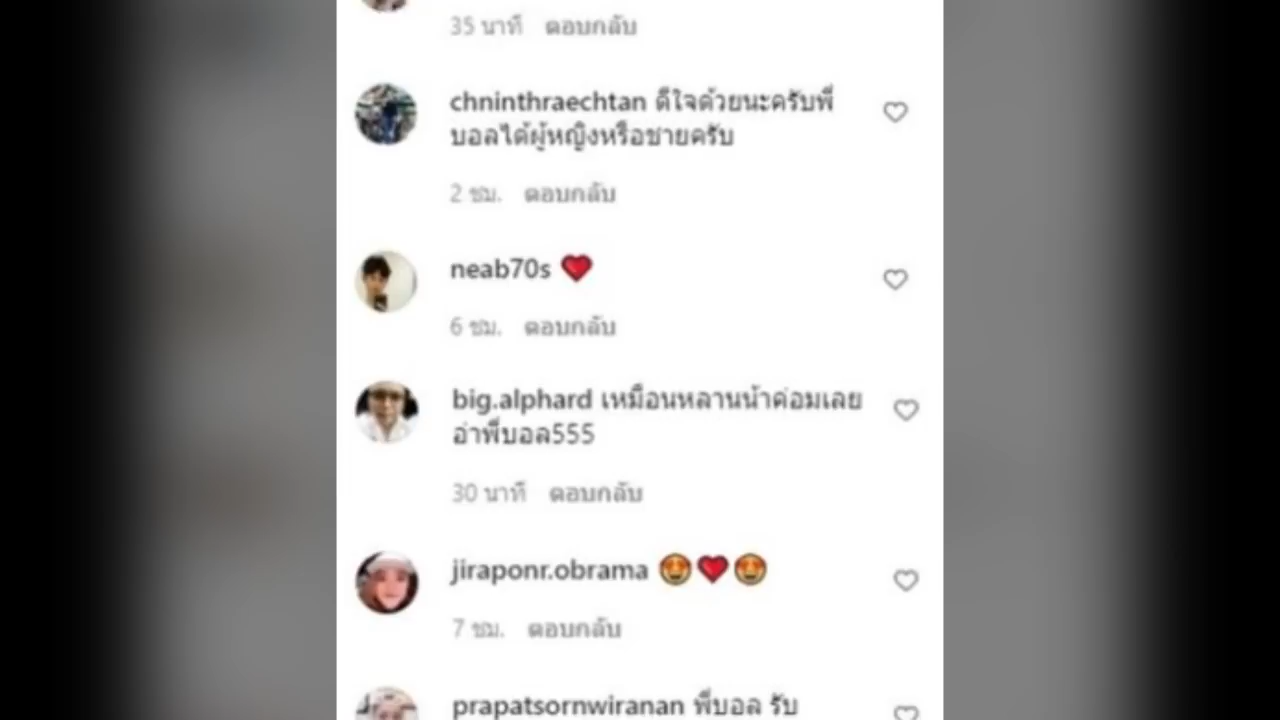 35 นาที ตอบกลับ
chninthraechtan ดีใจด้วยนะครับพี่
บอลได้ผู้หญิงหรือชายครับ
2 ชม. ตอบกลับ
neab70s ❤️
6 ชม. ตอบกลับ
big.alphard เหมือนหลานน้าค่อมเลย
อ่าพี่บอล555
30 นาที ตอบกลับ
jiraponr.obrama 🤩❤️🤩
7 ชม. ตอบกลับ
prapatsornwiranan พี่บอล รับ